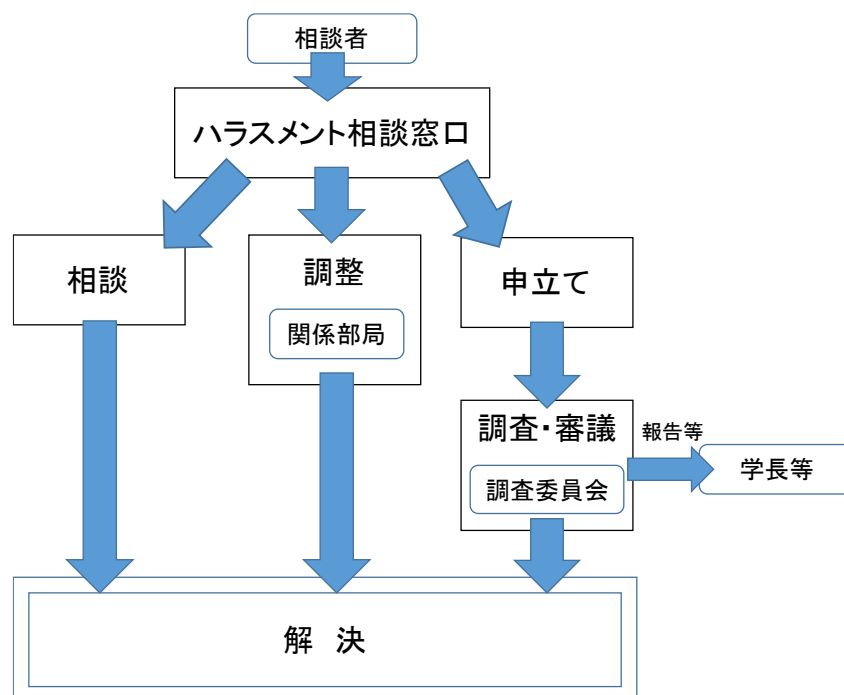 相談者
ハラスメント相談窓口
相談
調整
関係部局
申立て
調査・審議
調査委員会
報告等
学長等
解 決